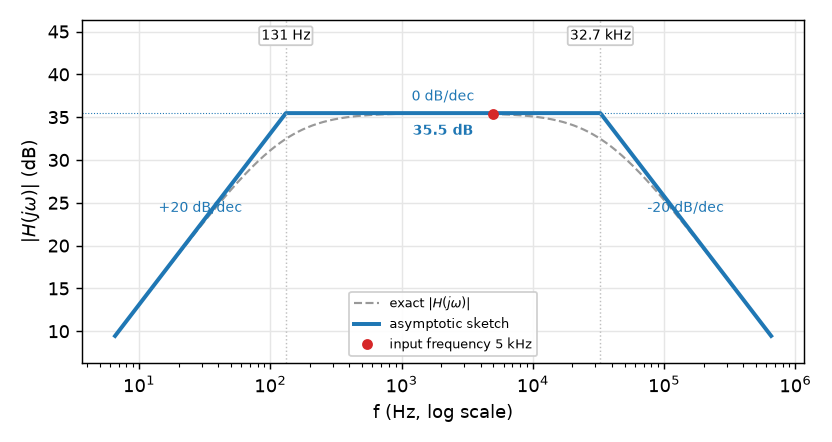 131 Hz
32.7 kHz
0 dB/dec
35.5 dB
+20 dB/dec
-20 dB/dec
45
40
35
30
25
20
15
10
|H(jω)| (dB)
exact |H(jω)|
asymptotic sketch
input frequency 5 kHz
10¹
10²
10³
10⁴
10⁵
10⁶
f (Hz, log scale)